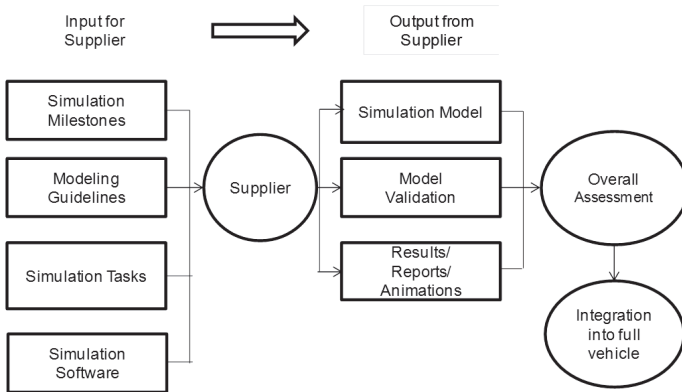 Input for
Supplier
Output from
Supplier
Simulation
Milestones
Modeling
Guidelines
Simulation Tasks
Simulation
Software
Supplier
Simulation Model
Model
Validation
Results/
Reports/
Animations
Overall
Assessment
Integration
into full
vehicle